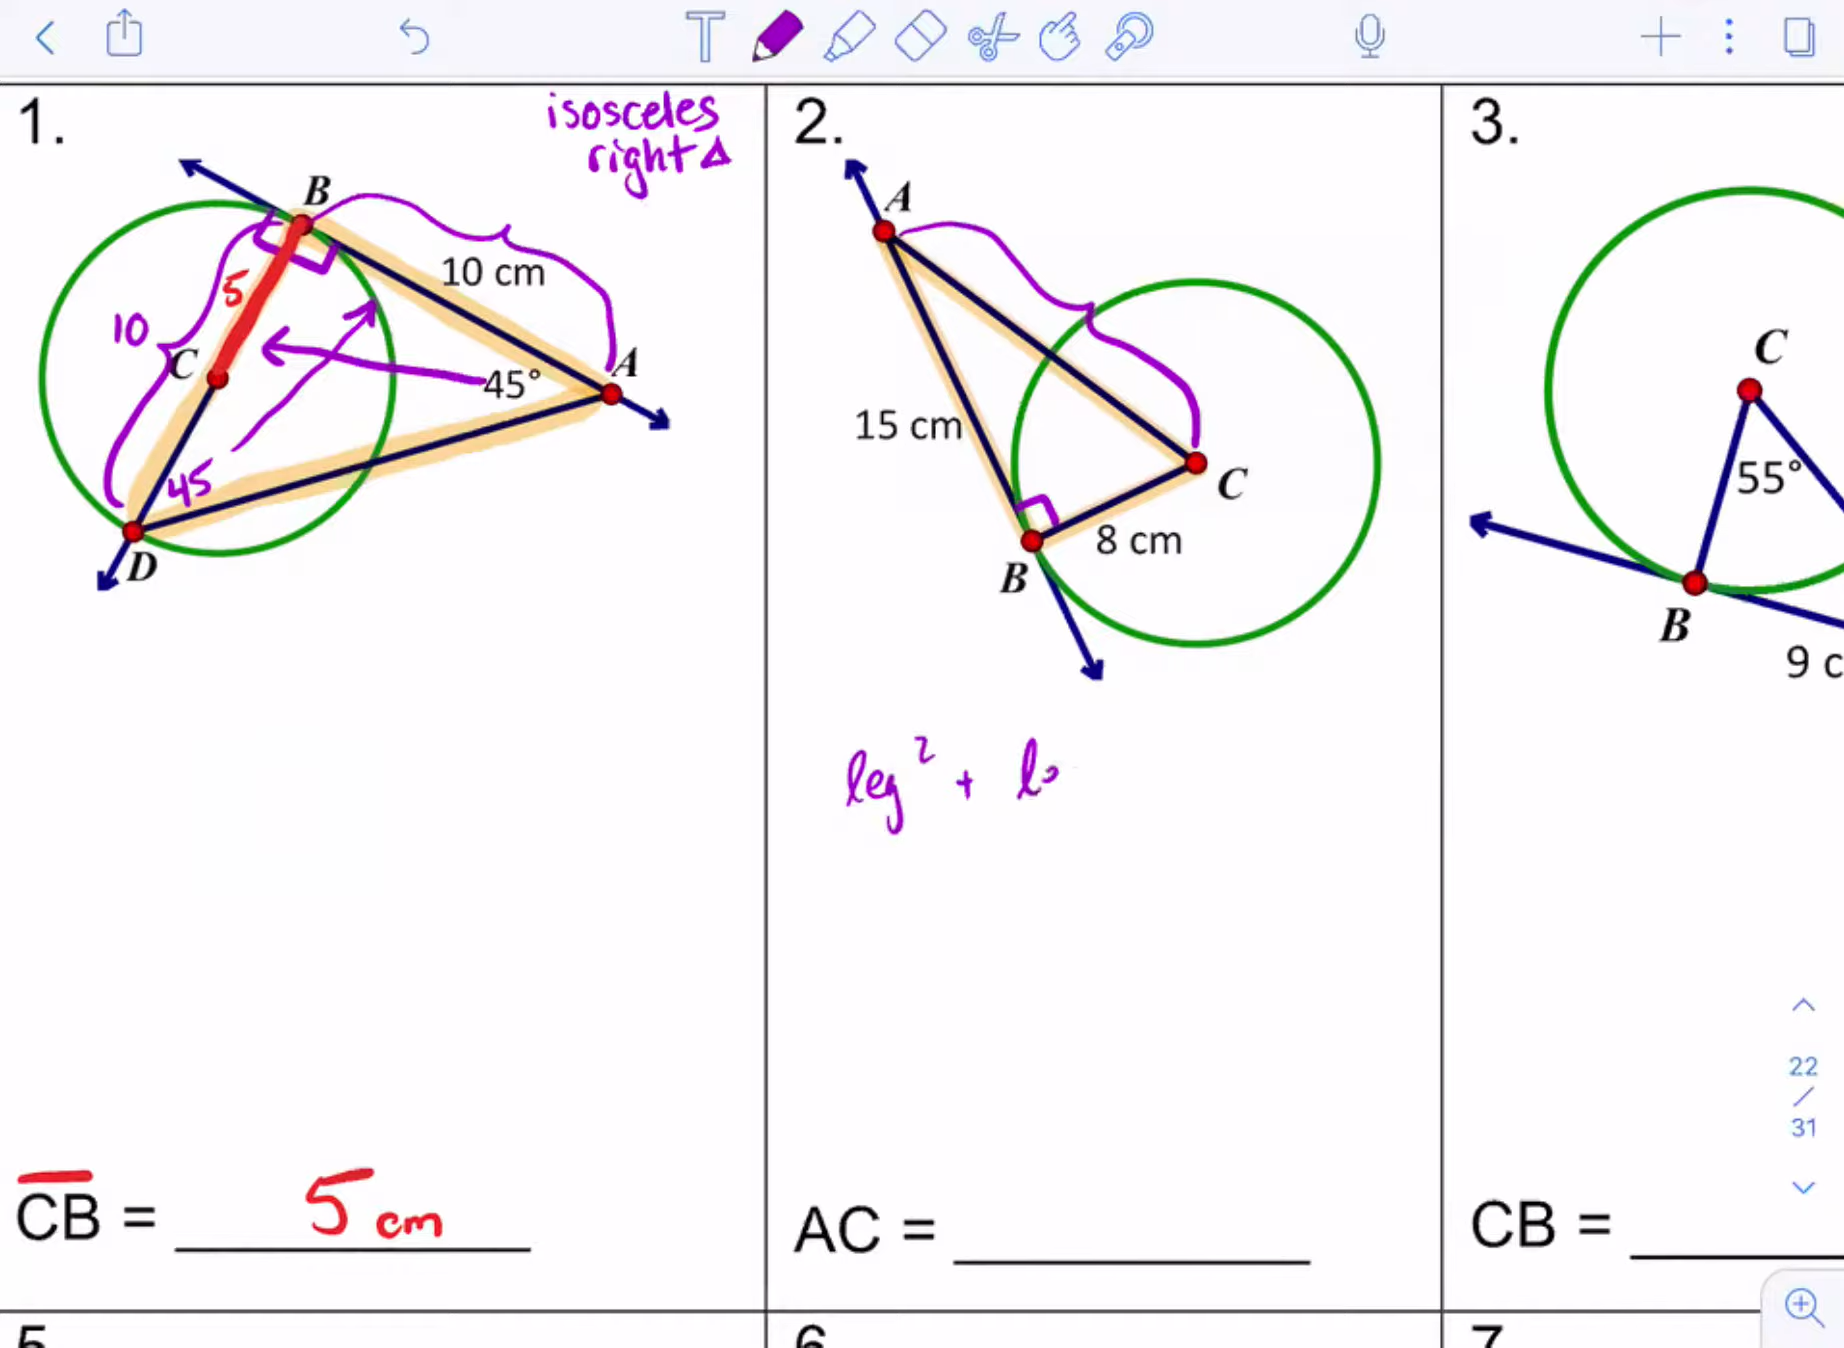 T
1.
isosceles
right Δ
B
10 cm
5
10
C
A
45°
45
D
CB = 5 cm
2.
A
15 cm
C
8 cm
B
leg² +
AC =
3.
C
55°
B
9 c
CB =
22
/
31
5
6
7